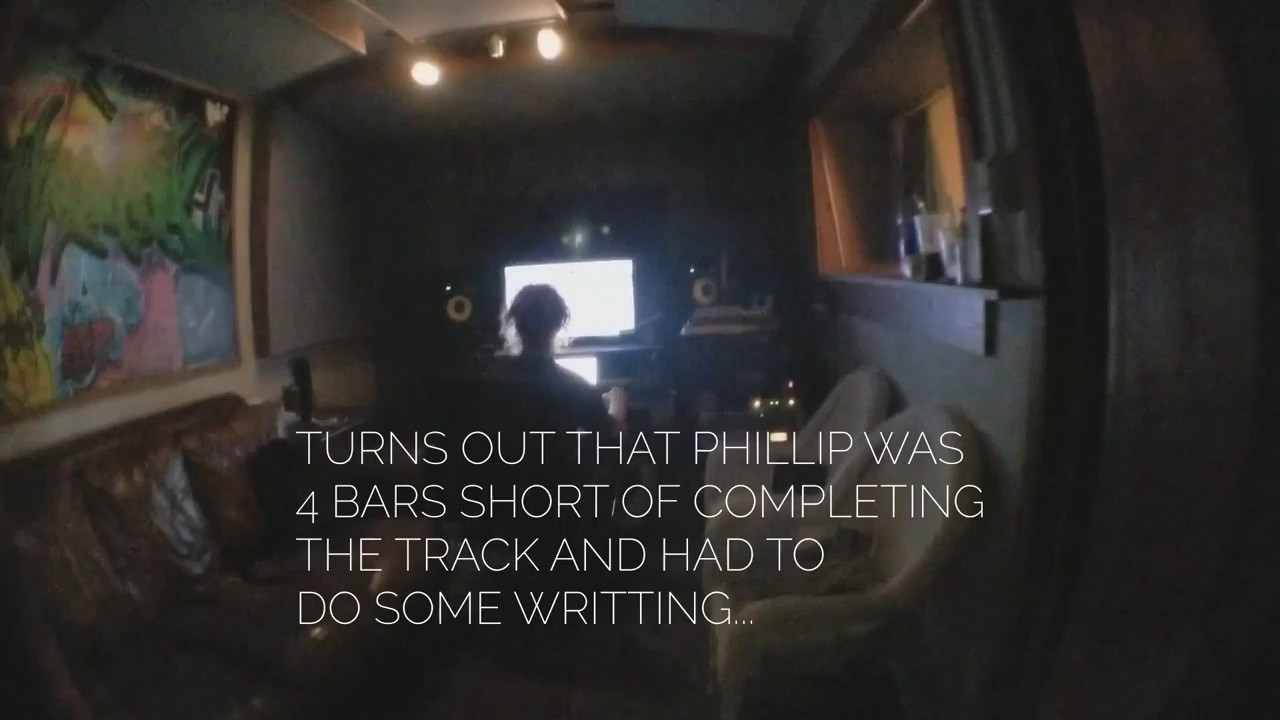 TURNS OUT THAT PHILLIP WAS
4 BARS SHORT OF COMPLETING
THE TRACK AND HAD TO
DO SOME WRITTING...